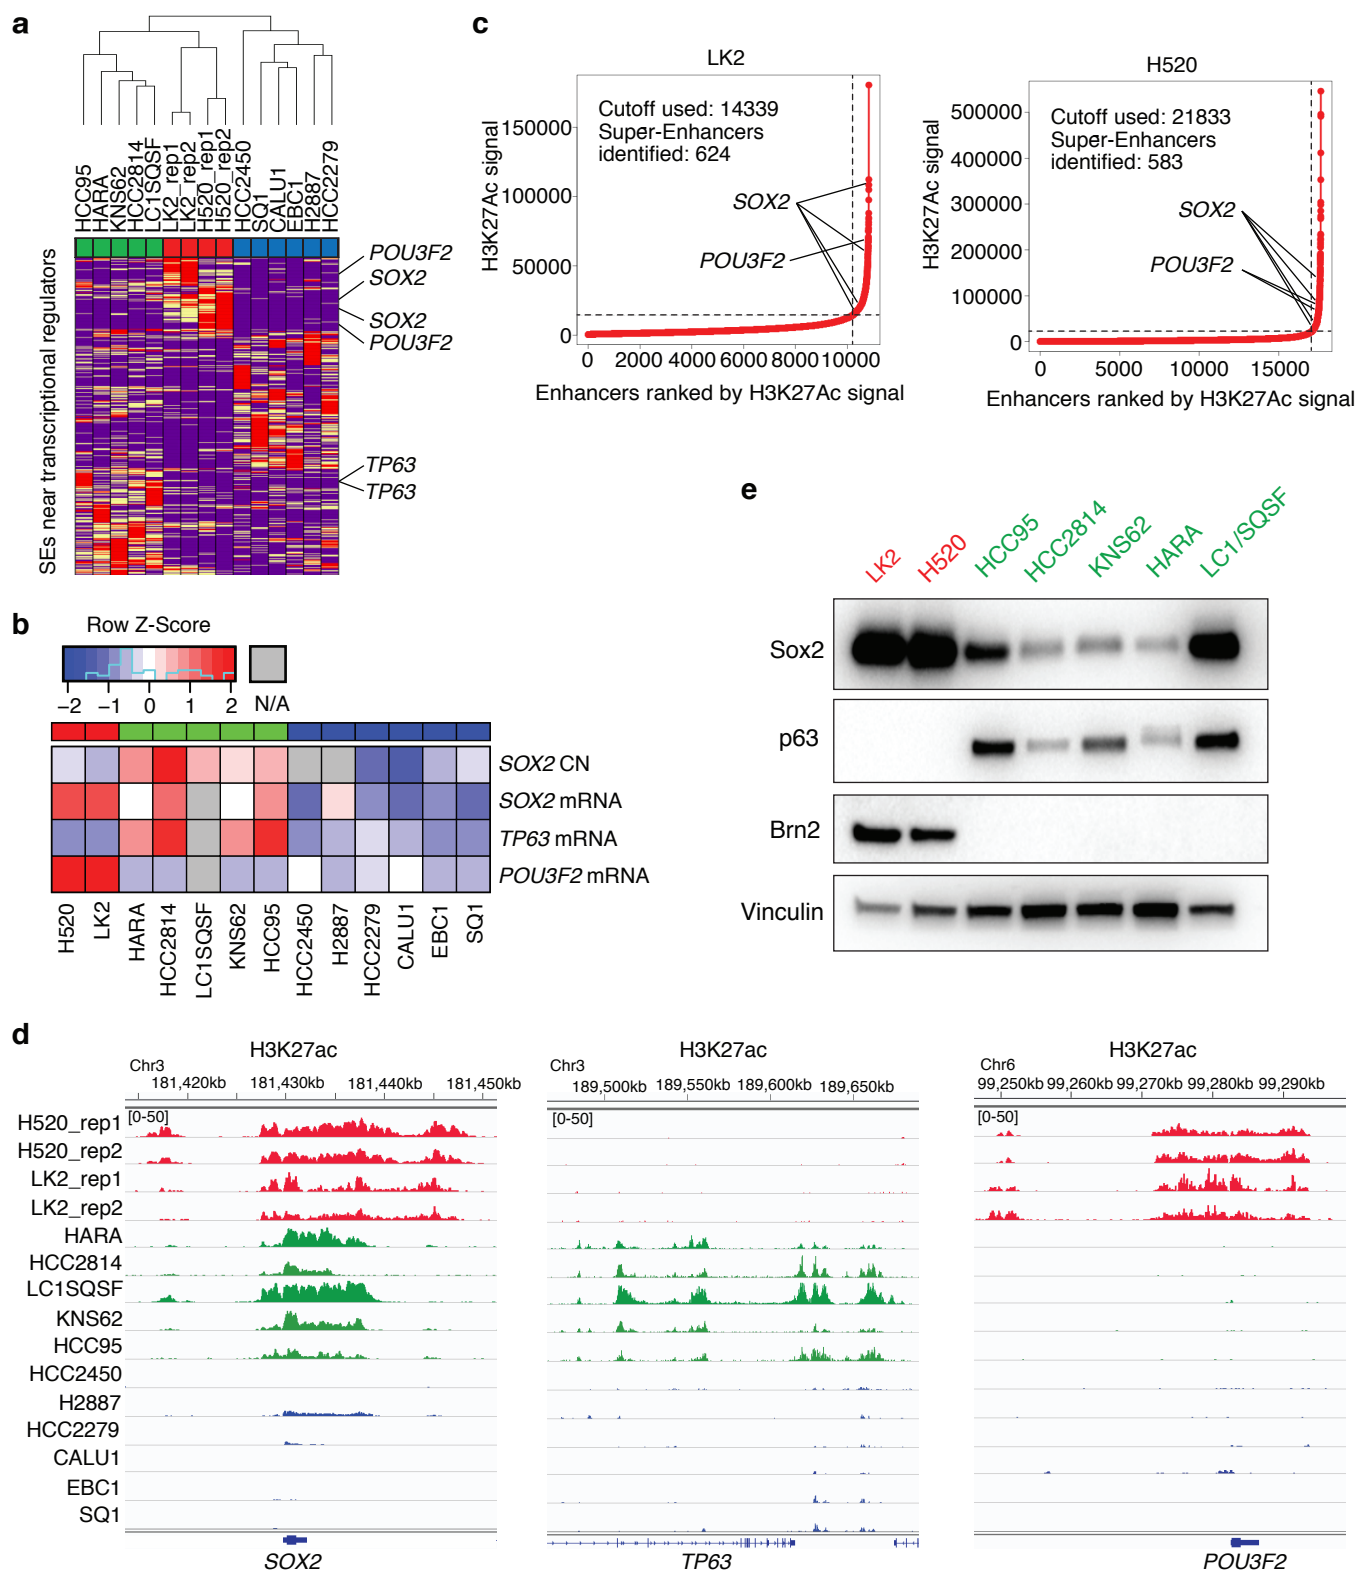 a
HCC95
HARA
KNS62
HCC2814
LC1SQSF
LK2_rep1
LK2_rep2
H520_rep1
H520_rep2
HCC2450
SQ1
CALU1
EBC1
H2887
HCC2279
SEs near transcriptional regulators
POU3F2
SOX2
SOX2
POU3F2
TP63
TP63
b
Row Z-Score
−2 −1 0 1 2 N/A
SOX2 CN
SOX2 mRNA
TP63 mRNA
POU3F2 mRNA
H520
LK2
HARA
HCC2814
LC1SQSF
KNS62
HCC95
HCC2450
H2887
HCC2279
CALU1
EBC1
SQ1
c
LK2
H3K27Ac signal
150000
100000
50000
0
Cutoff used: 14339
Super-Enhancers
identified: 624
SOX2
POU3F2
0 2000 4000 6000 8000 10000
Enhancers ranked by H3K27Ac signal
H520
H3K27Ac signal
500000
400000
300000
200000
100000
0
Cutoff used: 21833
Super-Enhancers
identified: 583
SOX2
POU3F2
0 5000 10000 15000
Enhancers ranked by H3K27Ac signal
e
LK2
H520
HCC95
HCC2814
KNS62
HARA
LC1/SQSF
Sox2
p63
Brn2
Vinculin
d
H3K27ac
Chr3
181,420kb 181,430kb 181,440kb 181,450kb
[0-50]
H520_rep1
H520_rep2
LK2_rep1
LK2_rep2
HARA
HCC2814
LC1SQSF
KNS62
HCC95
HCC2450
H2887
HCC2279
CALU1
EBC1
SQ1
SOX2
H3K27ac
Chr3
189,500kb 189,550kb 189,600kb 189,650kb
[0-50]
TP63
H3K27ac
Chr6
99,250kb 99,260kb 99,270kb 99,280kb 99,290kb
[0-50]
POU3F2